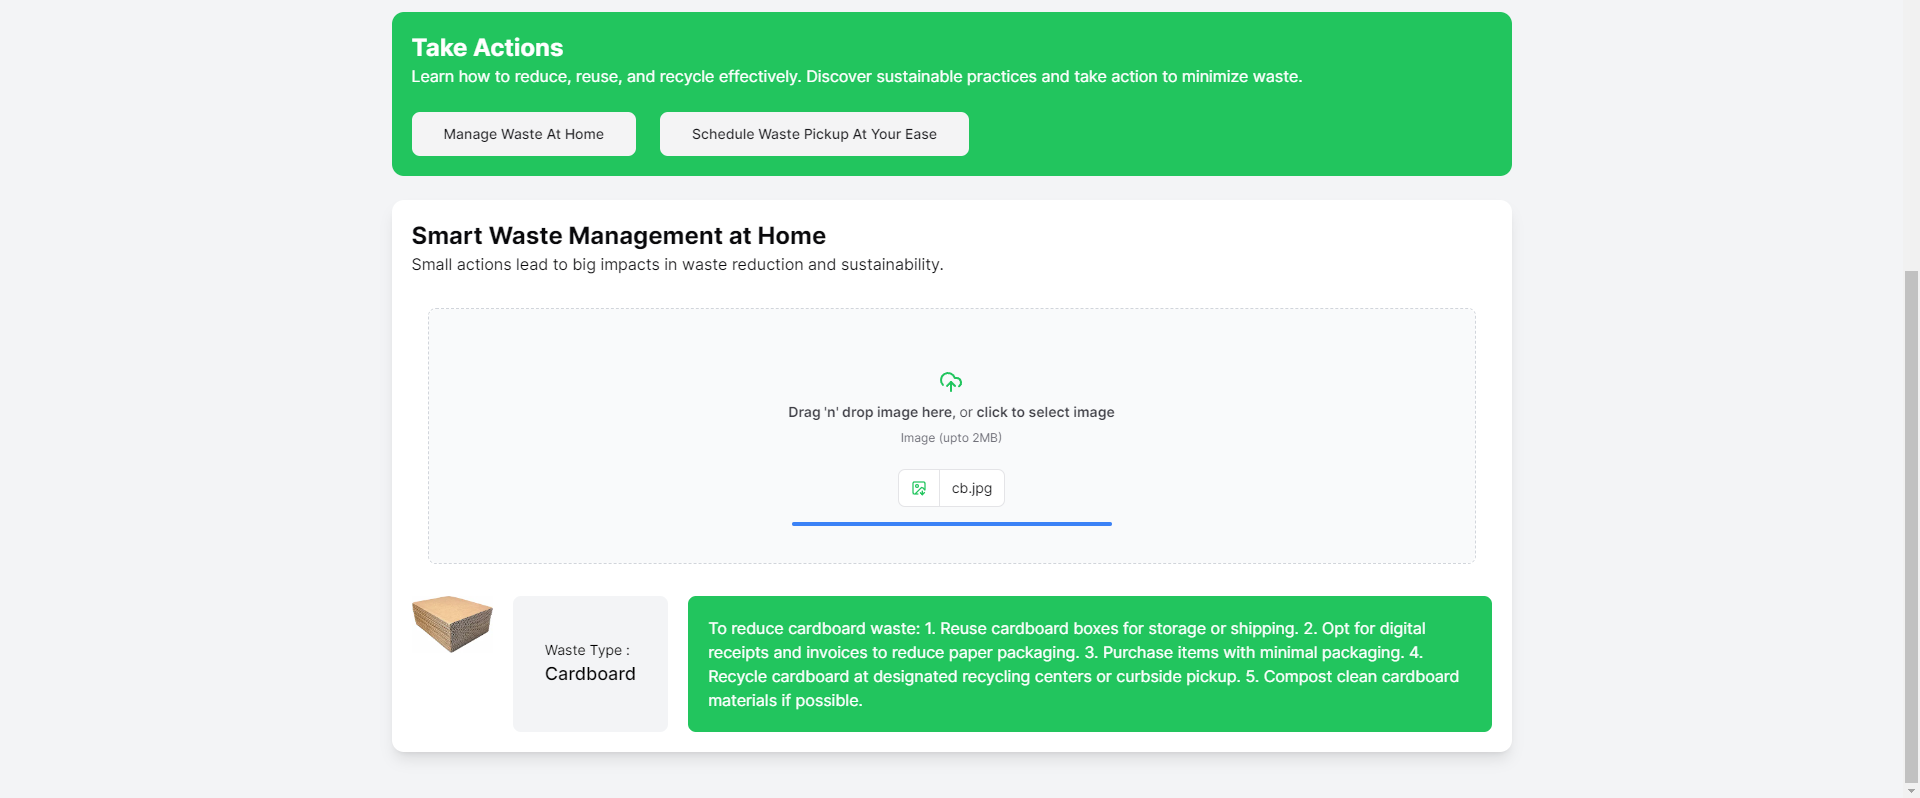 Take Actions
Learn how to reduce, reuse, and recycle effectively. Discover sustainable practices and take action to minimize waste.
Manage Waste At Home
Schedule Waste Pickup At Your Ease
Smart Waste Management at Home
Small actions lead to big impacts in waste reduction and sustainability.
Drag 'n' drop image here, or click to select image
Image (upto 2MB)
cb.jpg
Waste Type :
Cardboard
To reduce cardboard waste: 1. Reuse cardboard boxes for storage or shipping. 2. Opt for digital
receipts and invoices to reduce paper packaging. 3. Purchase items with minimal packaging. 4.
Recycle cardboard at designated recycling centers or curbside pickup. 5. Compost clean cardboard
materials if possible.